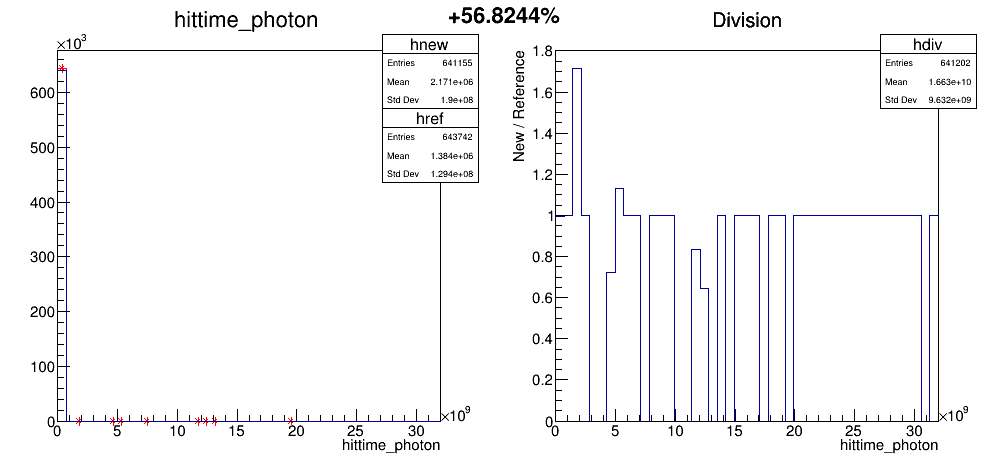 +56.8244%
hittime_photon
×10³
600
500
400
300
200
100
0
0 5 10 15 20 25 30
×10⁹
hittime_photon
hnew
Entries 641155
Mean 2.171e+06
Std Dev 1.9e+08
href
Entries 643742
Mean 1.384e+06
Std Dev 1.294e+08
Division
New / Reference
1.8
1.6
1.4
1.2
1
0.8
0.6
0.4
0.2
0
0 5 10 15 20 25 30
×10⁹
hittime_photon
hdiv
Entries 641202
Mean 1.663e+10
Std Dev 9.632e+09